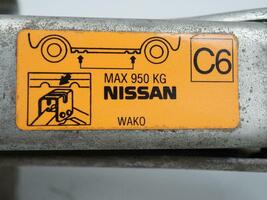 C6
MAX 950 KG
NISSAN
WAKO